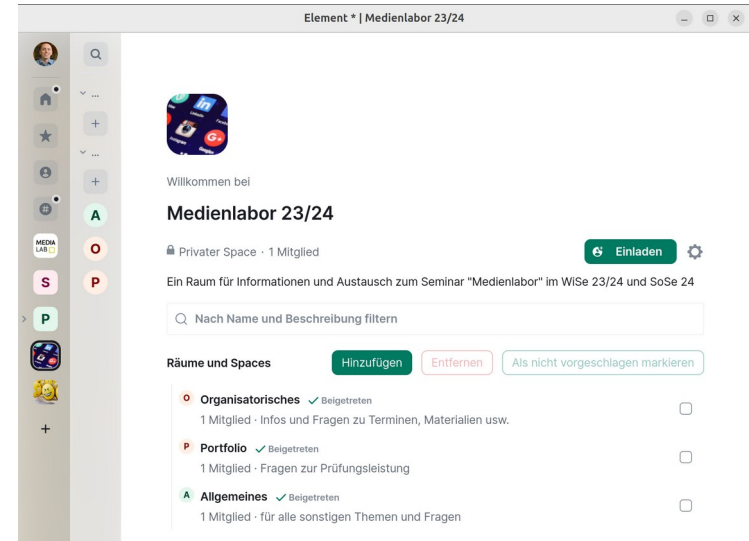 Element * | Medienlabor 23/24
...
...
A
O
P
MEDIA
LAB
S
P
Linkedin
Instagram
Willkommen bei
Medienlabor 23/24
Privater Space · 1 Mitglied
Einladen
Ein Raum für Informationen und Austausch zum Seminar "Medienlabor" im WiSe 23/24 und SoSe 24
Nach Name und Beschreibung filtern
Räume und Spaces
Hinzufügen
Entfernen
Als nicht vorgeschlagen markieren
O Organisatorisches ✓ Beigetreten
1 Mitglied · Infos und Fragen zu Terminen, Materialien usw.
P Portfolio ✓ Beigetreten
1 Mitglied · Fragen zur Prüfungsleistung
A Allgemeines ✓ Beigetreten
1 Mitglied · für alle sonstigen Themen und Fragen